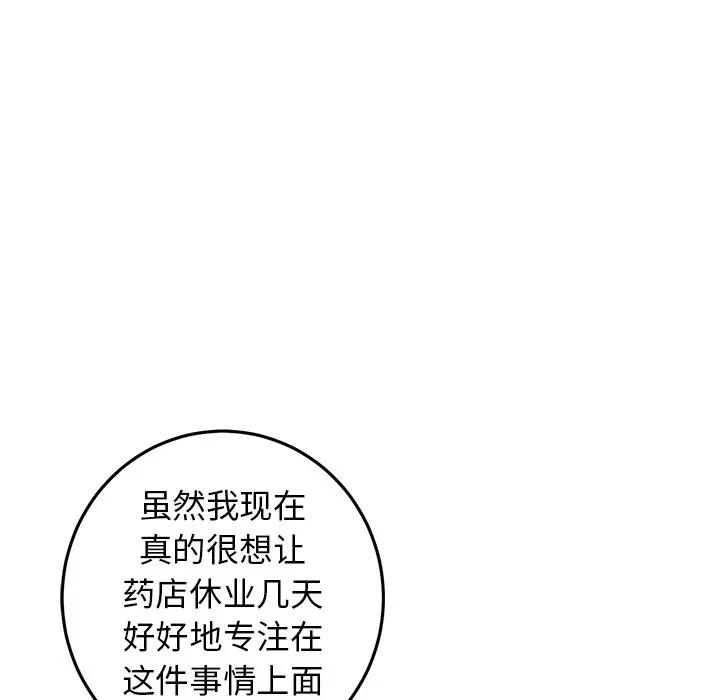 虽然我现在
真的很想让
药店休业几天
好好地专注在
这件事情上面